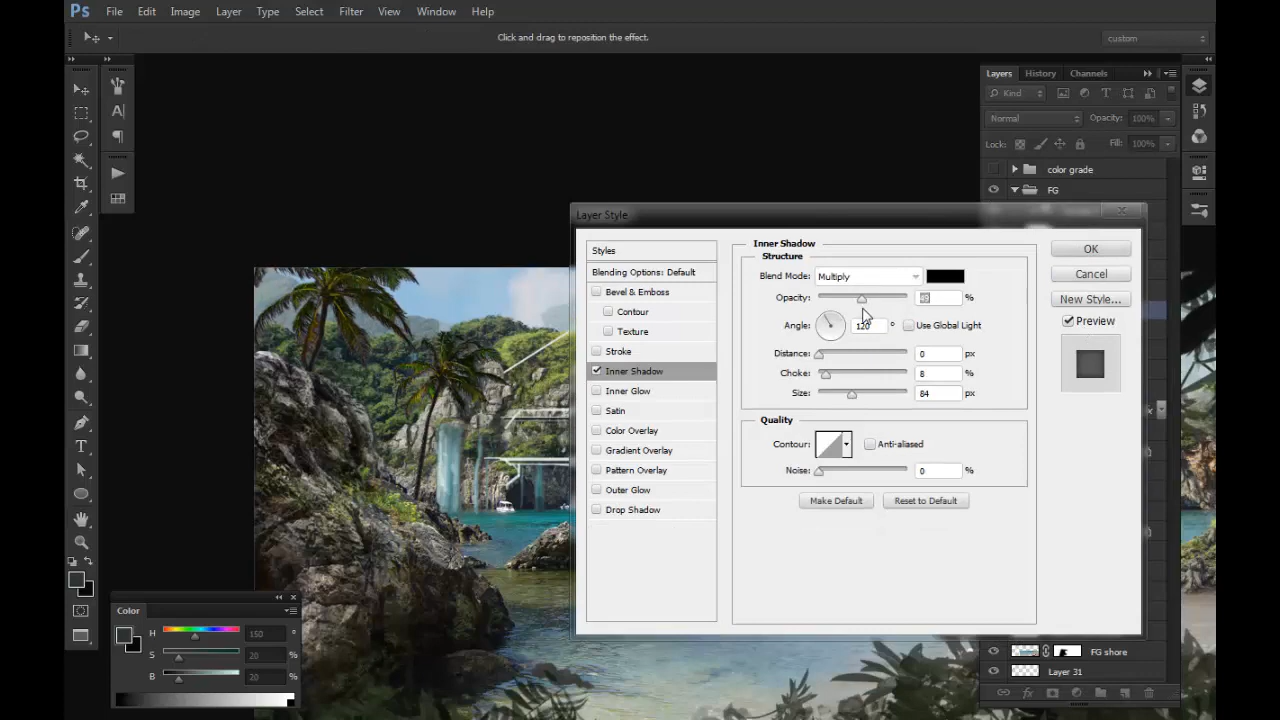 Ps File Edit Image Layer Type Select Filter View Window Help
Click and drag to reposition the effect.
custom
Layers History Channels
Kind
Normal Opacity: 100%
Lock: Fill: 100%
color grade
FG
Layer Style
Styles
Blending Options: Default
Bevel & Emboss
Contour
Texture
Stroke
Inner Shadow
Inner Glow
Satin
Color Overlay
Gradient Overlay
Pattern Overlay
Outer Glow
Drop Shadow
Inner Shadow
Structure
Blend Mode: Multiply
Opacity: %
Angle: 120 ° Use Global Light
Distance: 0 px
Choke: 8 %
Size: 84 px
Quality
Contour: Anti-aliased
Noise: 0 %
Make Default Reset to Default
OK
Cancel
New Style...
Preview
Color
H 150 °
S 20 %
B 20 %
FG shore
Layer 31